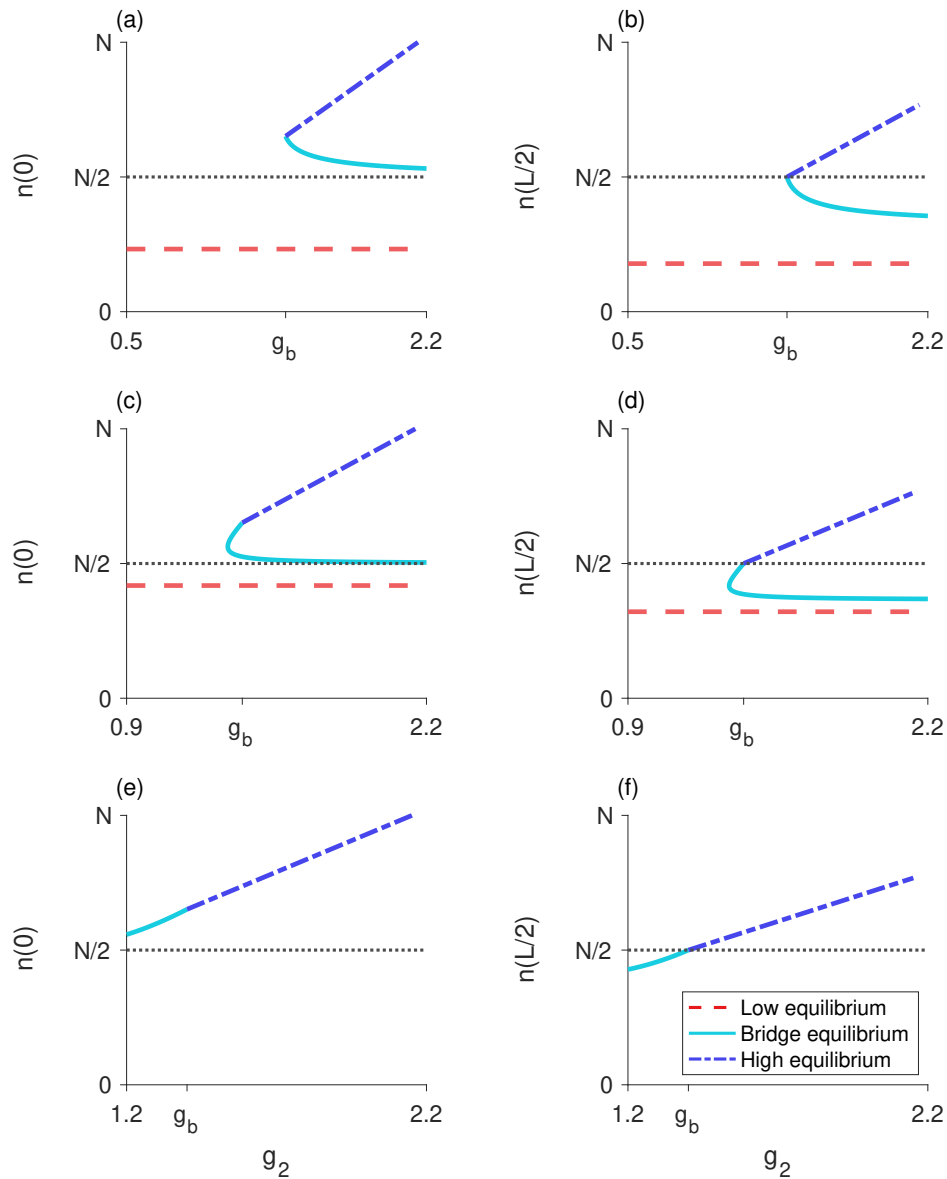 (a)
N
N/2
0
n(0)
0.5
g_b
2.2
(b)
N
N/2
0
n(L/2)
0.5
g_b
2.2
(c)
N
N/2
0
n(0)
0.9
g_b
2.2
(d)
N
N/2
0
n(L/2)
0.9
g_b
2.2
(e)
N
N/2
0
n(0)
1.2
g_b
2.2
g_2
(f)
N
N/2
0
n(L/2)
Low equilibrium
Bridge equilibrium
High equilibrium
1.2
g_b
2.2
g_2